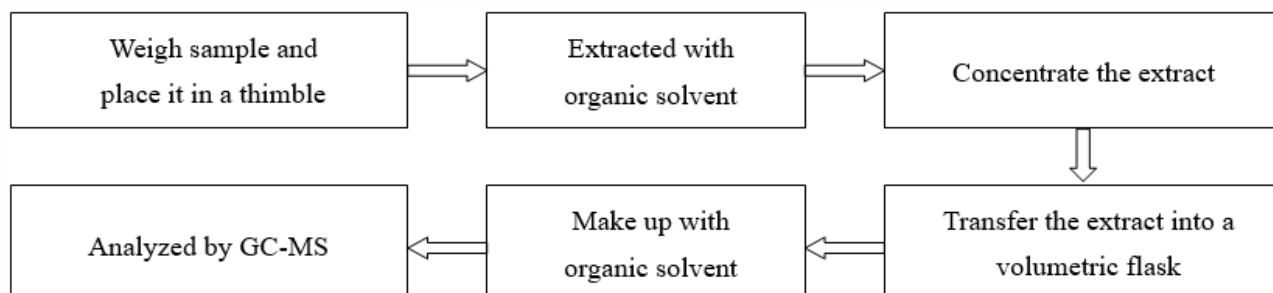 Weigh sample and
place it in a thimble
Extracted with
organic solvent
Concentrate the extract
Transfer the extract into a
volumetric flask
Make up with
organic solvent
Analyzed by GC-MS